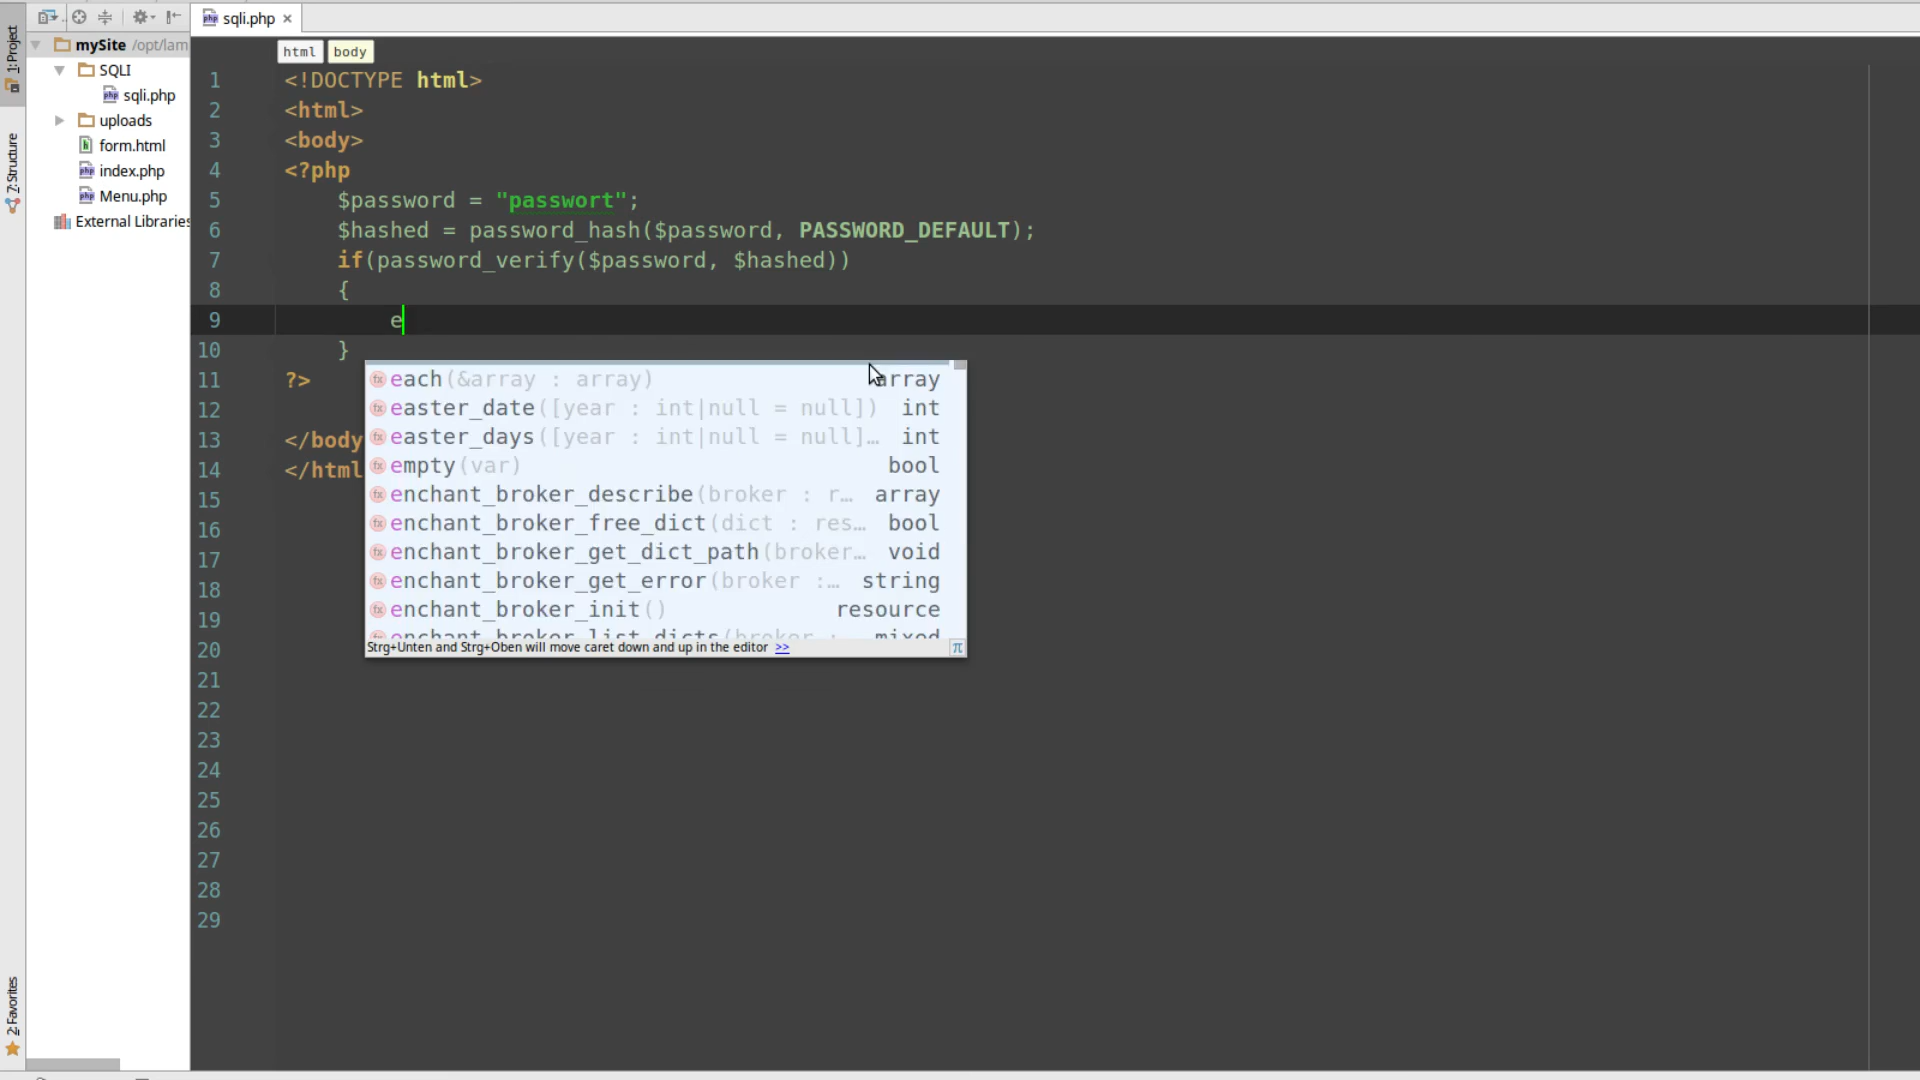 sqli.php
1: Project
mySite /opt/lam
html body
SQLI
sqli.php
uploads
form.html
index.php
Menu.php
External Libraries
7: Structure
2: Favorites
1 <!DOCTYPE html>
2 <html>
3 <body>
4 <?php
5 $password = "passwort";
6 $hashed = password_hash($password, PASSWORD_DEFAULT);
7 if(password_verify($password, $hashed))
8 {
9 e
10 }
11 ?>
12
13 </body
14 </html
15
16
17
18
19
20
21
22
23
24
25
26
27
28
29
each(&array : array) array
easter_date([year : int|null = null]) int
easter_days([year : int|null = null]… int
empty(var) bool
enchant_broker_describe(broker : r… array
enchant_broker_free_dict(dict : res… bool
enchant_broker_get_dict_path(broker… void
enchant_broker_get_error(broker :… string
enchant_broker_init() resource
enchant_broker_list_dicts(broker : mixed
Strg+Unten and Strg+Oben will move caret down and up in the editor >>
π